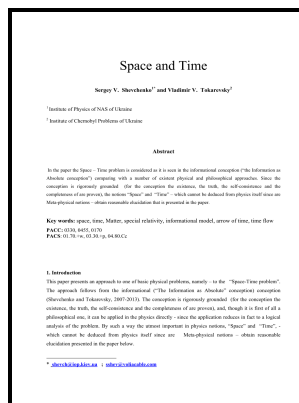 Space and Time
Sergey V. Shevchenko1* and Vladimir V. Tokarevsky2
1 Institute of Physics of NAS of Ukraine
2 Institute of Chernobyl Problems of Ukraine
Abstract
In the paper the Space – Time problem is considered as it is seen in the informational conception ("the Information as
Absolute conception") comparing with a number of existent physical and philosophical approaches. Since the
conception is rigorously grounded (for the conception the existence, the truth, the self-consistence and the
completeness of are proven), the notions "Space" and "Time" – which cannot be deduced from physics itself since are
Meta-physical notions – obtain reasonable elucidation that is presented in the paper.
Key words: space, time, Matter, special relativity, informational model, arrow of time, time flow
PACC: 0330, 0455, 0170
PACS: 01.70.+w, 03.30.+p, 04.60.Cz
1. Introduction
This paper presents an approach to one of basic physical problems, namely - to the "Space-Time problem".
The approach follows from the informational ("The Information as Absolute") conception
(Shevchenko and Tokarevsky, 2007-2013). The conception is rigorously grounded (for the conception the
existence, the truth, the self-consistence and the completeness of are proven) and, though it is first of all a
philosophical one, it can be applied in the physics directly - since the application reduces in fact to a logical
analysis of the problem. By such a way the utmost important in physics notions, "Space" and "Time", -
which cannot be deduced from physics itself since are Meta-physical notions – obtain reasonable
elucidation presented in the paper below.
* shevch@iop.kiev.ua ; sshev@voliacable.com